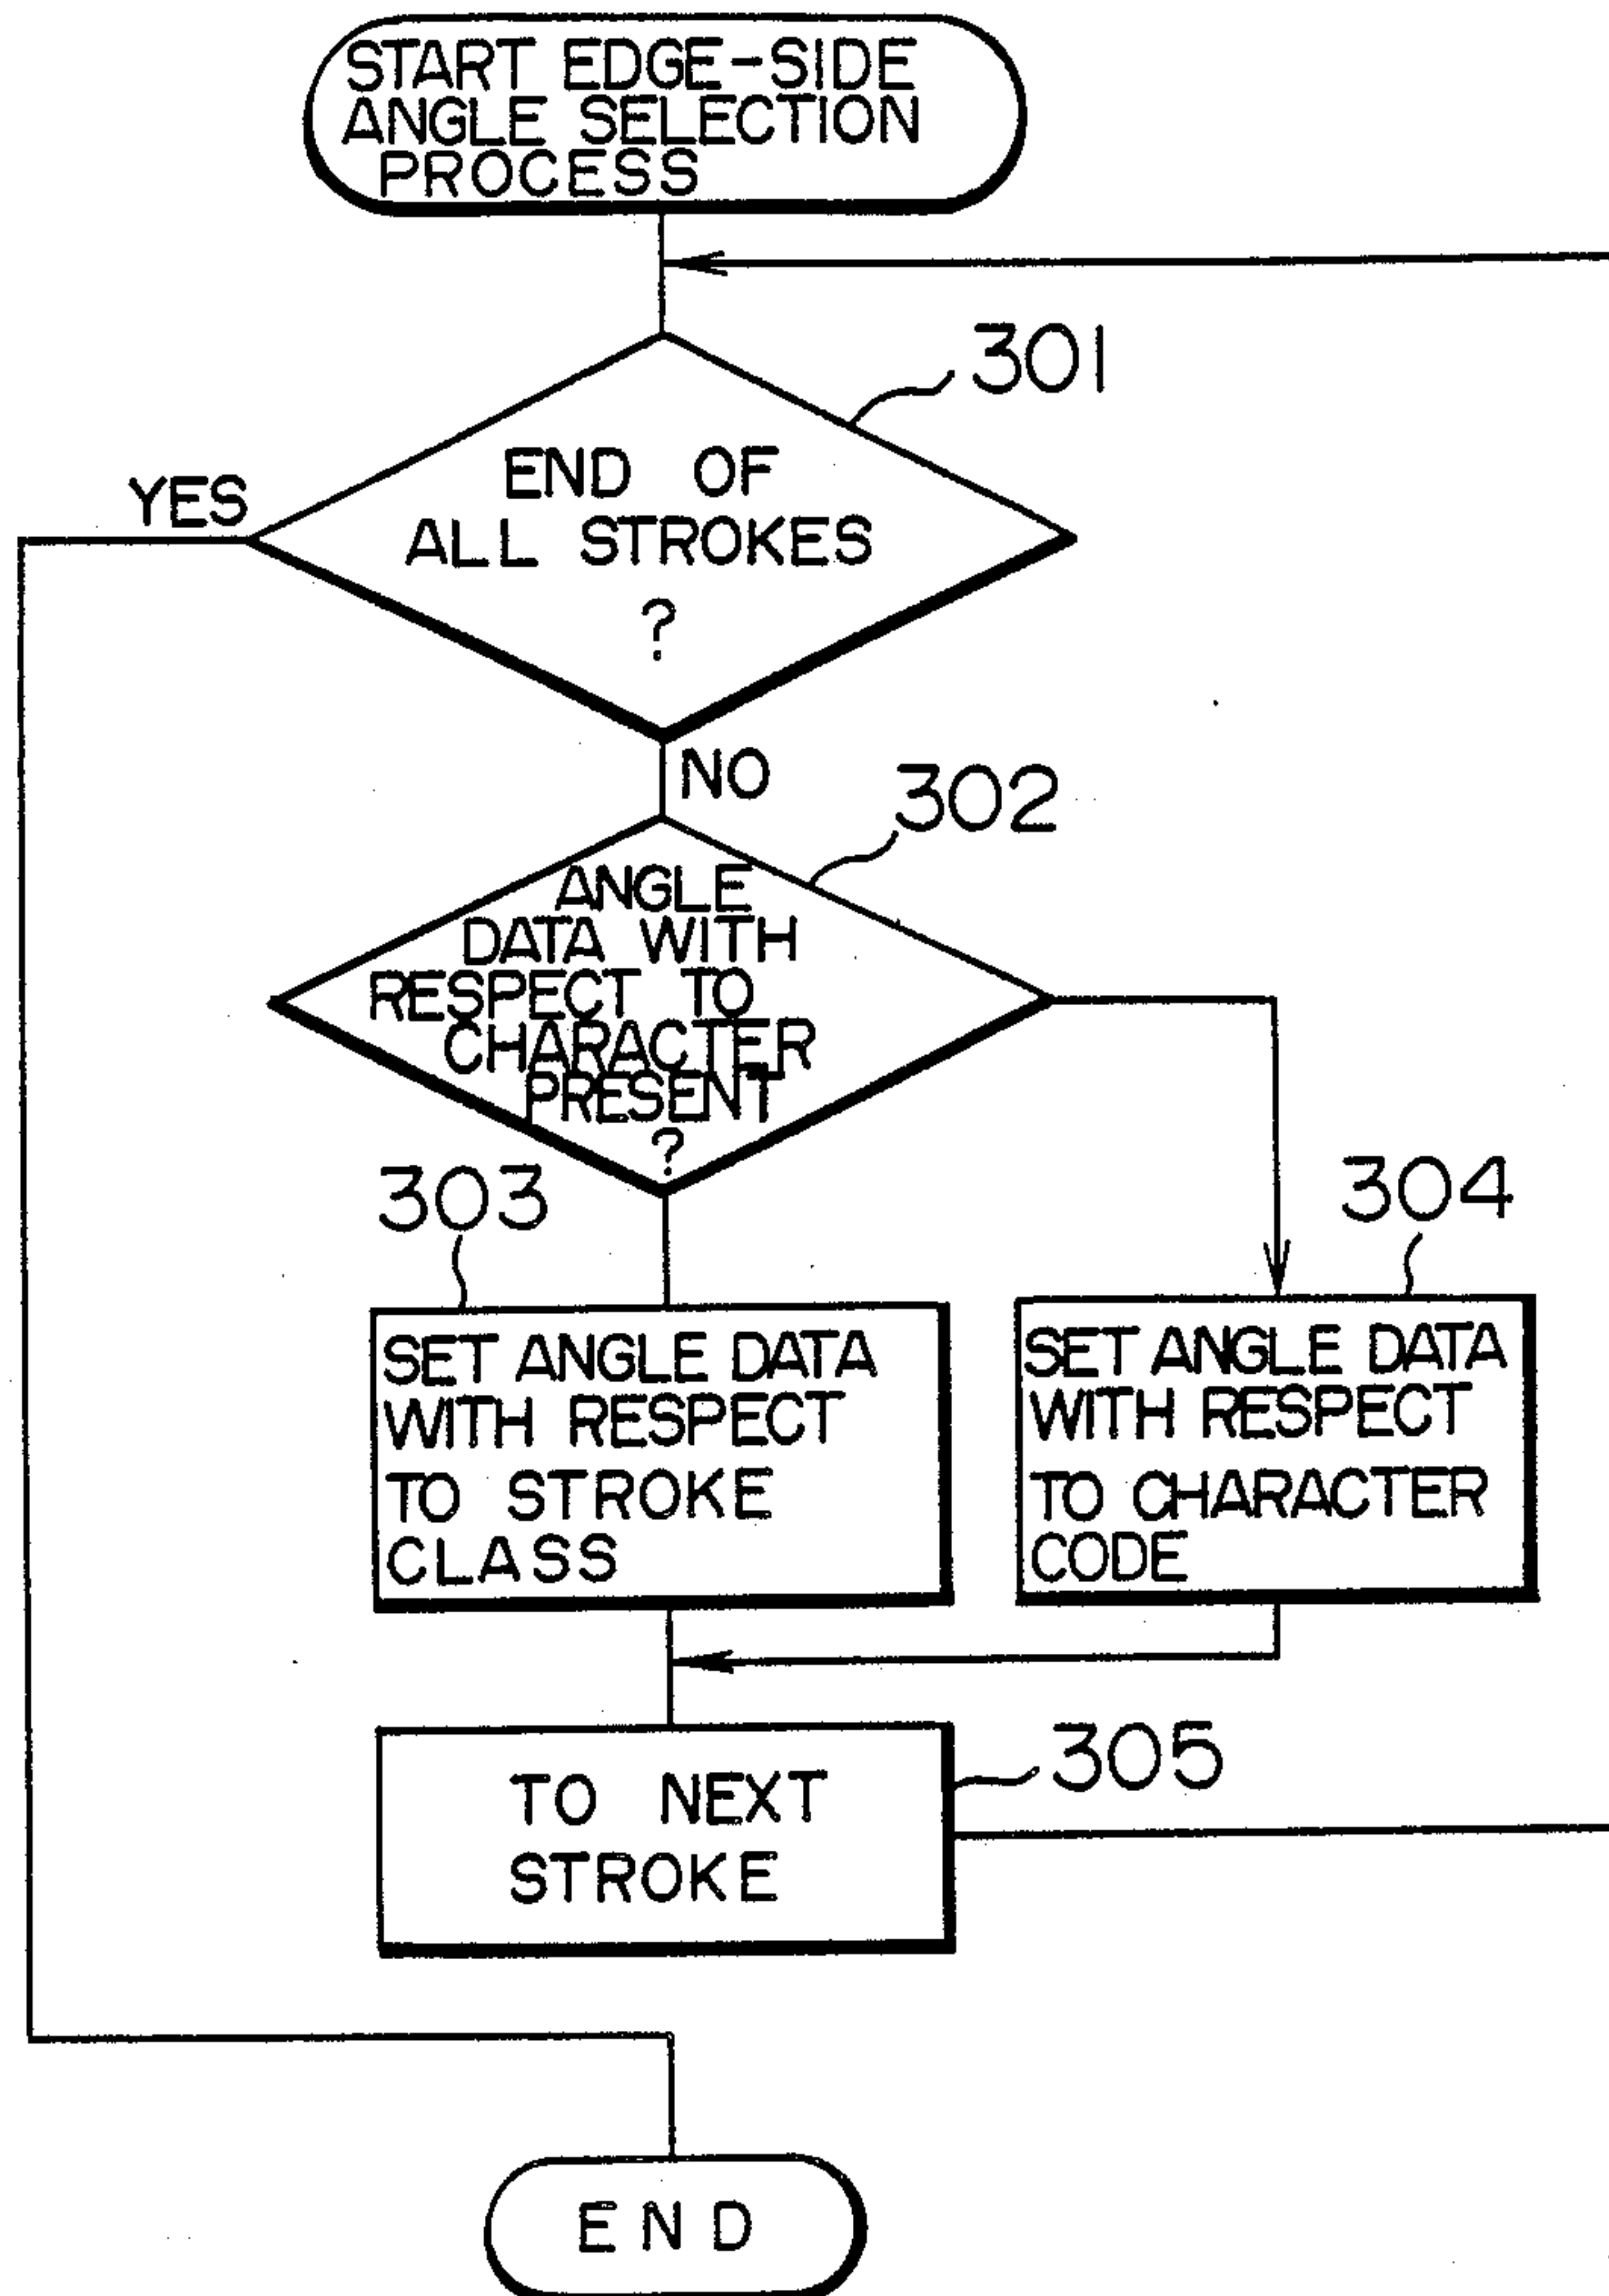 START EDGE-SIDE
ANGLE SELECTION
PROCESS
301
END OF
ALL STROKES
?
YES
NO
302
ANGLE
DATA WITH
RESPECT TO
CHARACTER
PRESENT
?
303
304
SET ANGLE DATA
WITH RESPECT
TO STROKE
CLASS
SET ANGLE DATA
WITH RESPECT
TO CHARACTER
CODE
305
TO NEXT
STROKE
END